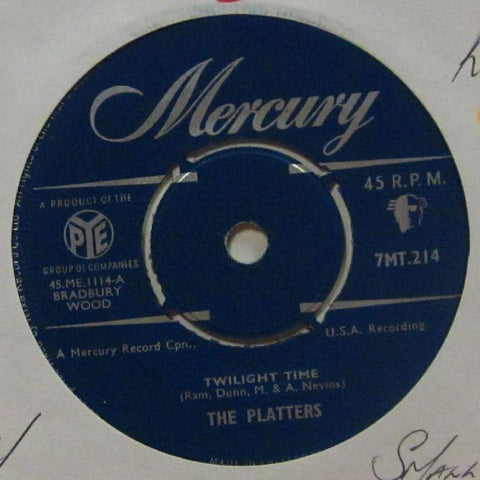 Mercury
A PRODUCT OF THE
PYE
GROUP OF COMPANIES
45 R.P.M.
7MT.214
45.ME.1114-A
BRADBURY
WOOD
A Mercury Record Cpn..
U.S.A. Recording
TWILIGHT TIME
(Ram, Dunn, M. & A. Nevins)
THE PLATTERS
SMALL